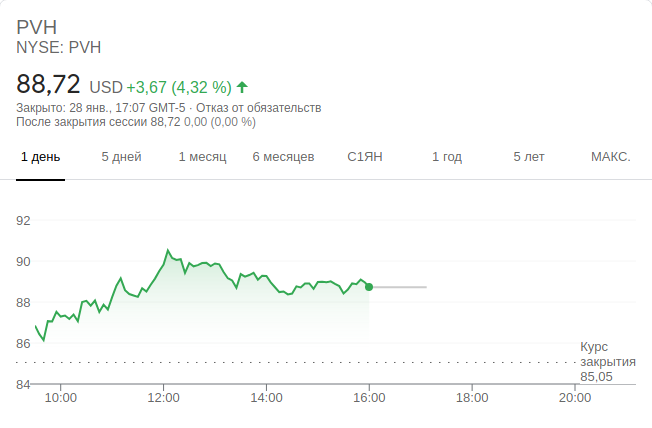 PVH
NYSE: PVH
88,72 USD +3,67 (4,32 %)
Закрыто: 28 янв., 17:07 GMT-5 · Отказ от обязательств
После закрытия сессии 88,72 0,00 (0,00 %)
1 день 5 дней 1 месяц 6 месяцев С1ЯН 1 год 5 лет МАКС.
92
90
88
86
Курс
закрытия
85,05
84
10:00 12:00 14:00 16:00 18:00 20:00